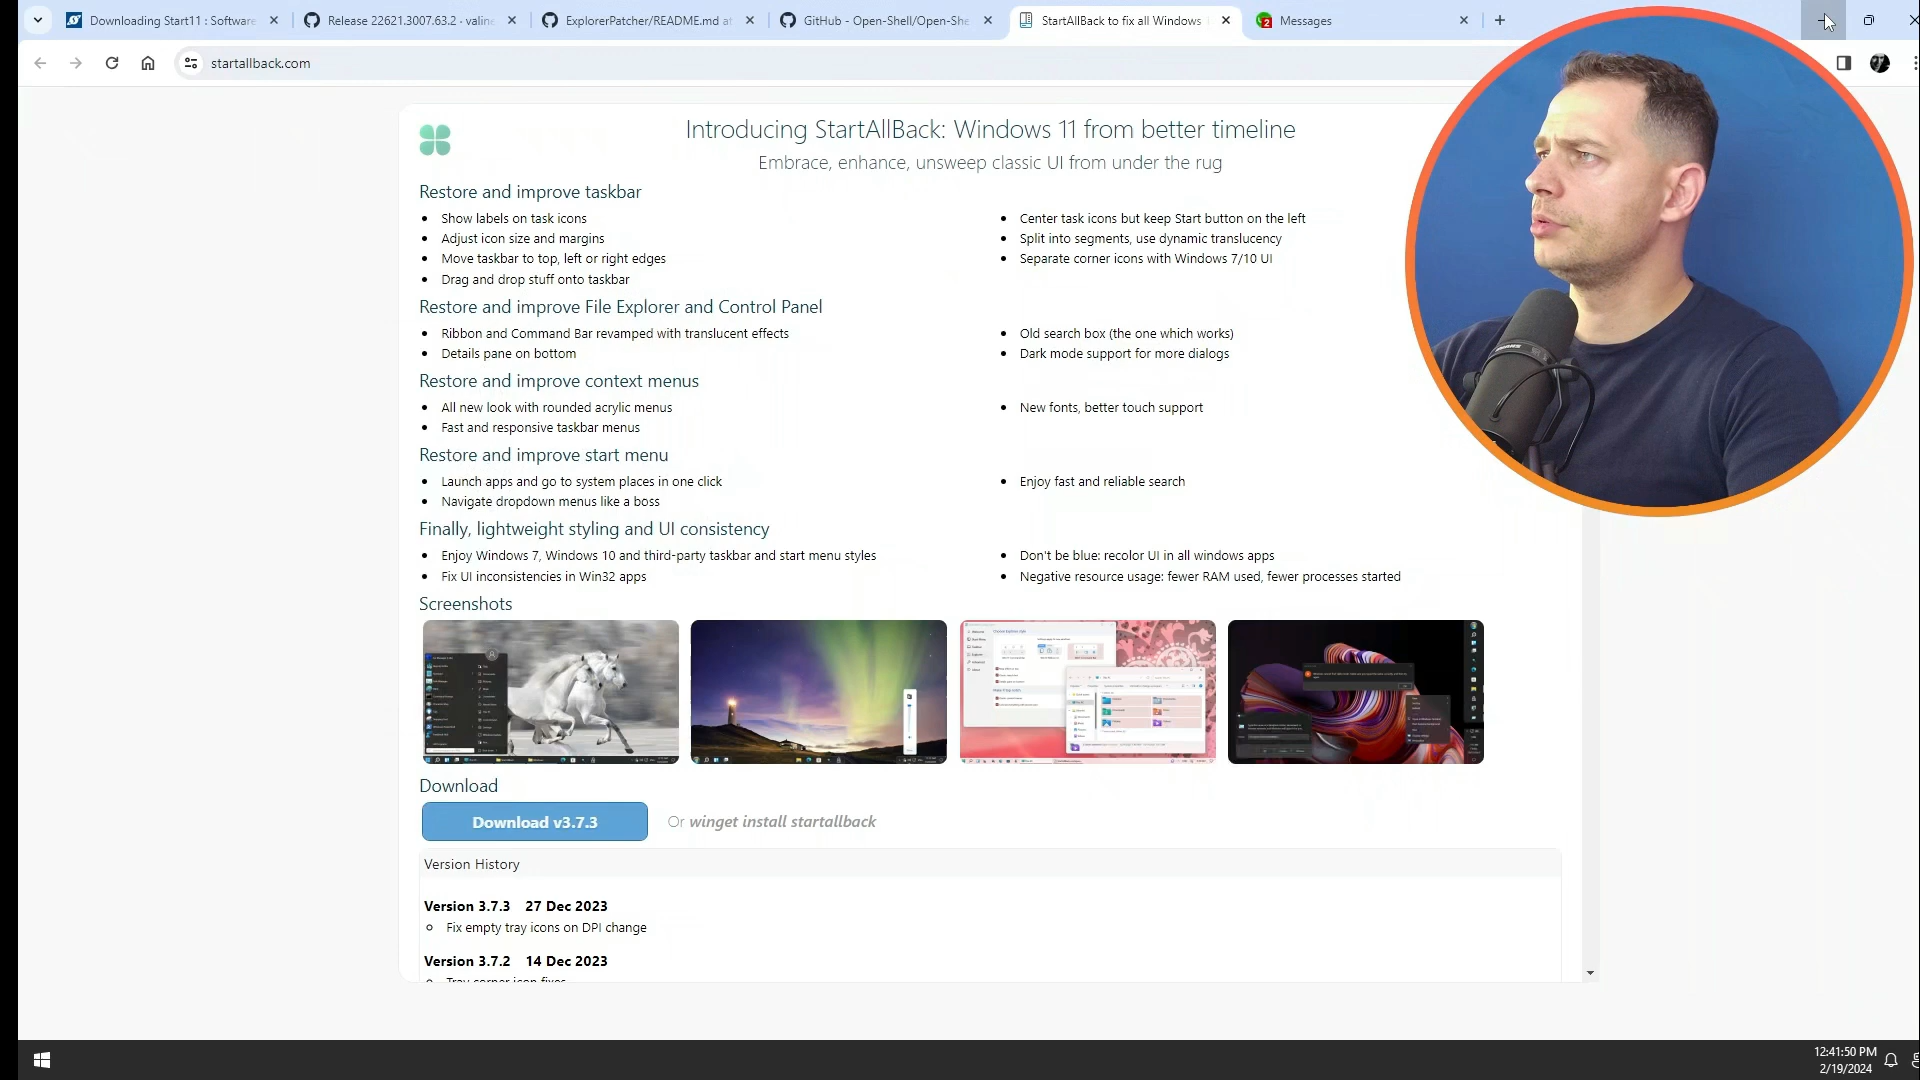 Downloading Start11 : Software
Release 22621.3007.63.2 · valine
ExplorerPatcher/README.md at
GitHub - Open-Shell/Open-She
StartAllBack to fix all Windows
2
Messages
startallback.com
Introducing StartAllBack: Windows 11 from better timeline
Embrace, enhance, unsweep classic UI from under the rug
Restore and improve taskbar
Show labels on task icons
Adjust icon size and margins
Move taskbar to top, left or right edges
Drag and drop stuff onto taskbar
Center task icons but keep Start button on the left
Split into segments, use dynamic translucency
Separate corner icons with Windows 7/10 UI
Restore and improve File Explorer and Control Panel
Ribbon and Command Bar revamped with translucent effects
Details pane on bottom
Old search box (the one which works)
Dark mode support for more dialogs
Restore and improve context menus
All new look with rounded acrylic menus
Fast and responsive taskbar menus
New fonts, better touch support
Restore and improve start menu
Launch apps and go to system places in one click
Navigate dropdown menus like a boss
Enjoy fast and reliable search
Finally, lightweight styling and UI consistency
Enjoy Windows 7, Windows 10 and third-party taskbar and start menu styles
Fix UI inconsistencies in Win32 apps
Don't be blue: recolor UI in all windows apps
Negative resource usage: fewer RAM used, fewer processes started
Screenshots
Download
Download v3.7.3
Or winget install startallback
Version History
Version 3.7.3 27 Dec 2023
Fix empty tray icons on DPI change
Version 3.7.2 14 Dec 2023
Tray corner icon fixes
12:41:50 PM
2/19/2024